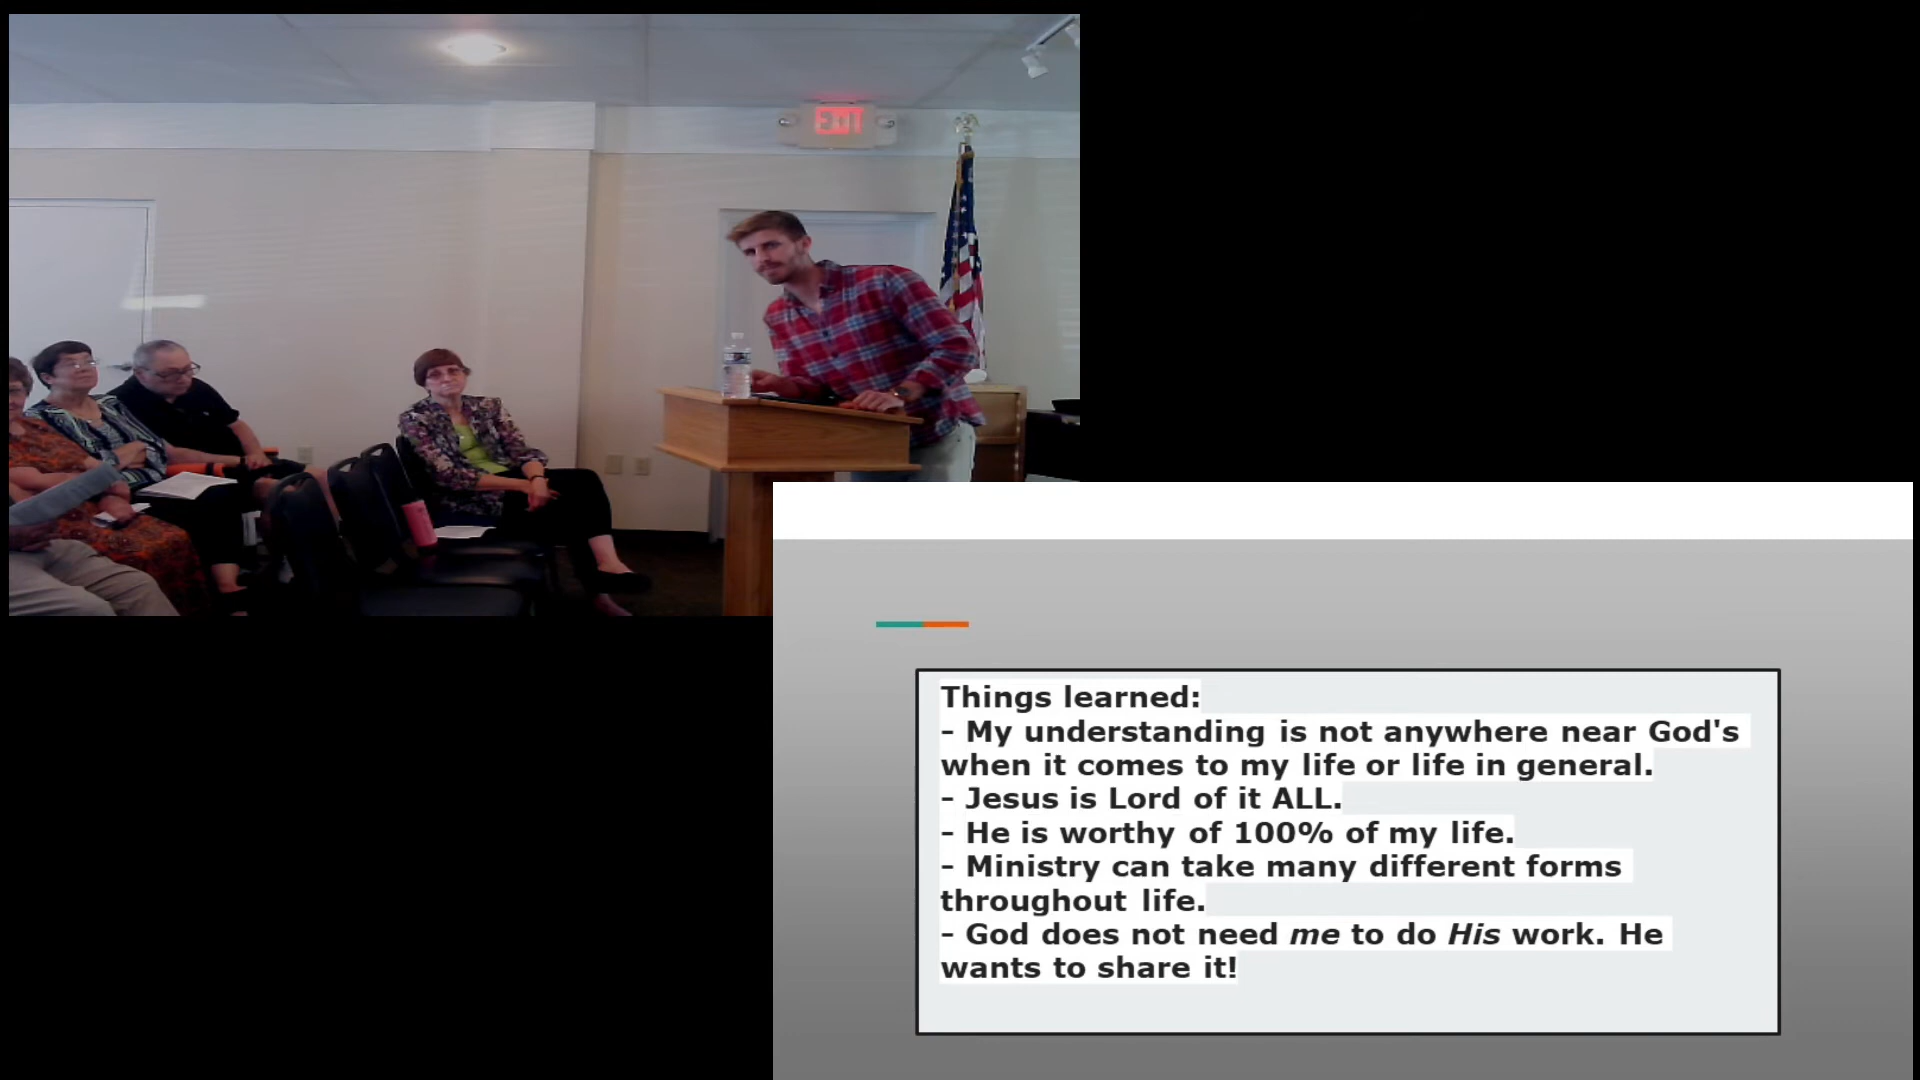 EXIT
Things learned:
- My understanding is not anywhere near God's
when it comes to my life or life in general.
- Jesus is Lord of it ALL.
- He is worthy of 100% of my life.
- Ministry can take many different forms
throughout life.
- God does not need me to do His work. He
wants to share it!